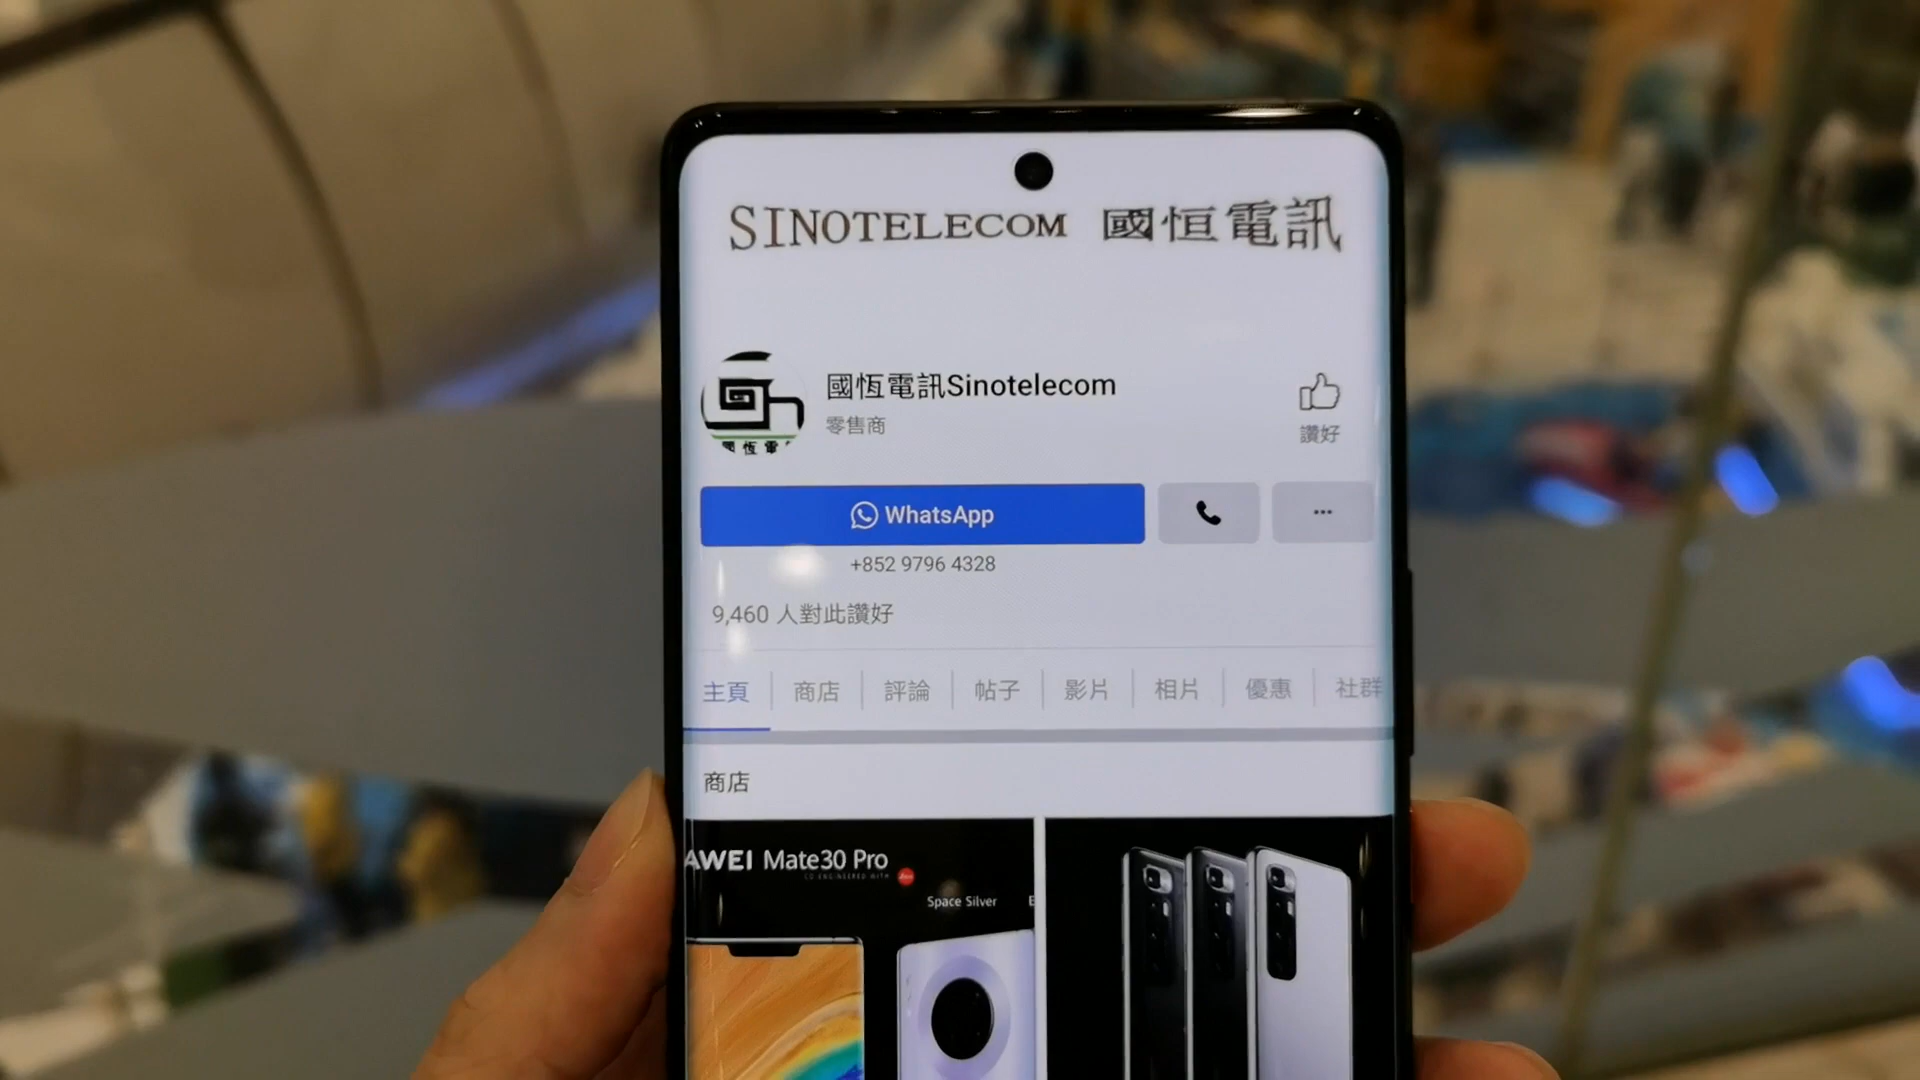 SINOTELECOM 國恒電訊
國恆電訊Sinotelecom
零售商
讚好
國恆電
WhatsApp
+852 9796 4328
9,460 人對此讚好
主頁 商店 評論 帖子 影片 相片 優惠 社群
商店
AWEI Mate30 Pro
CO-ENGINEERED WITH
Space Silver